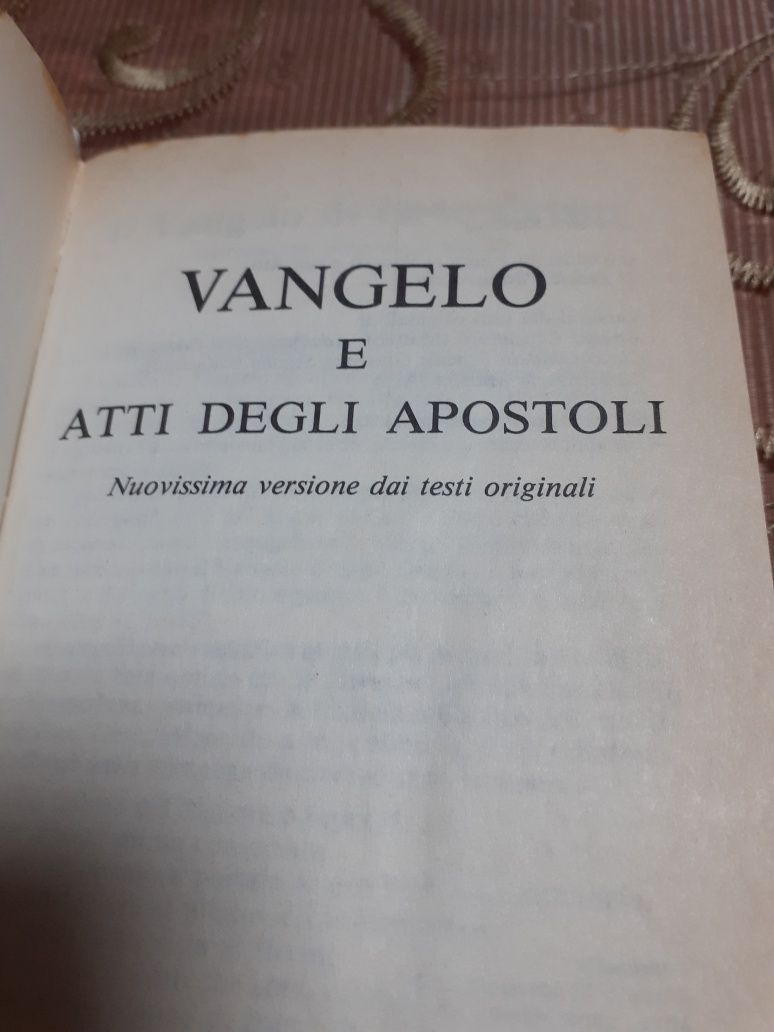 VANGELO
E
ATTI DEGLI APOSTOLI
Nuovissima versione dai testi originali